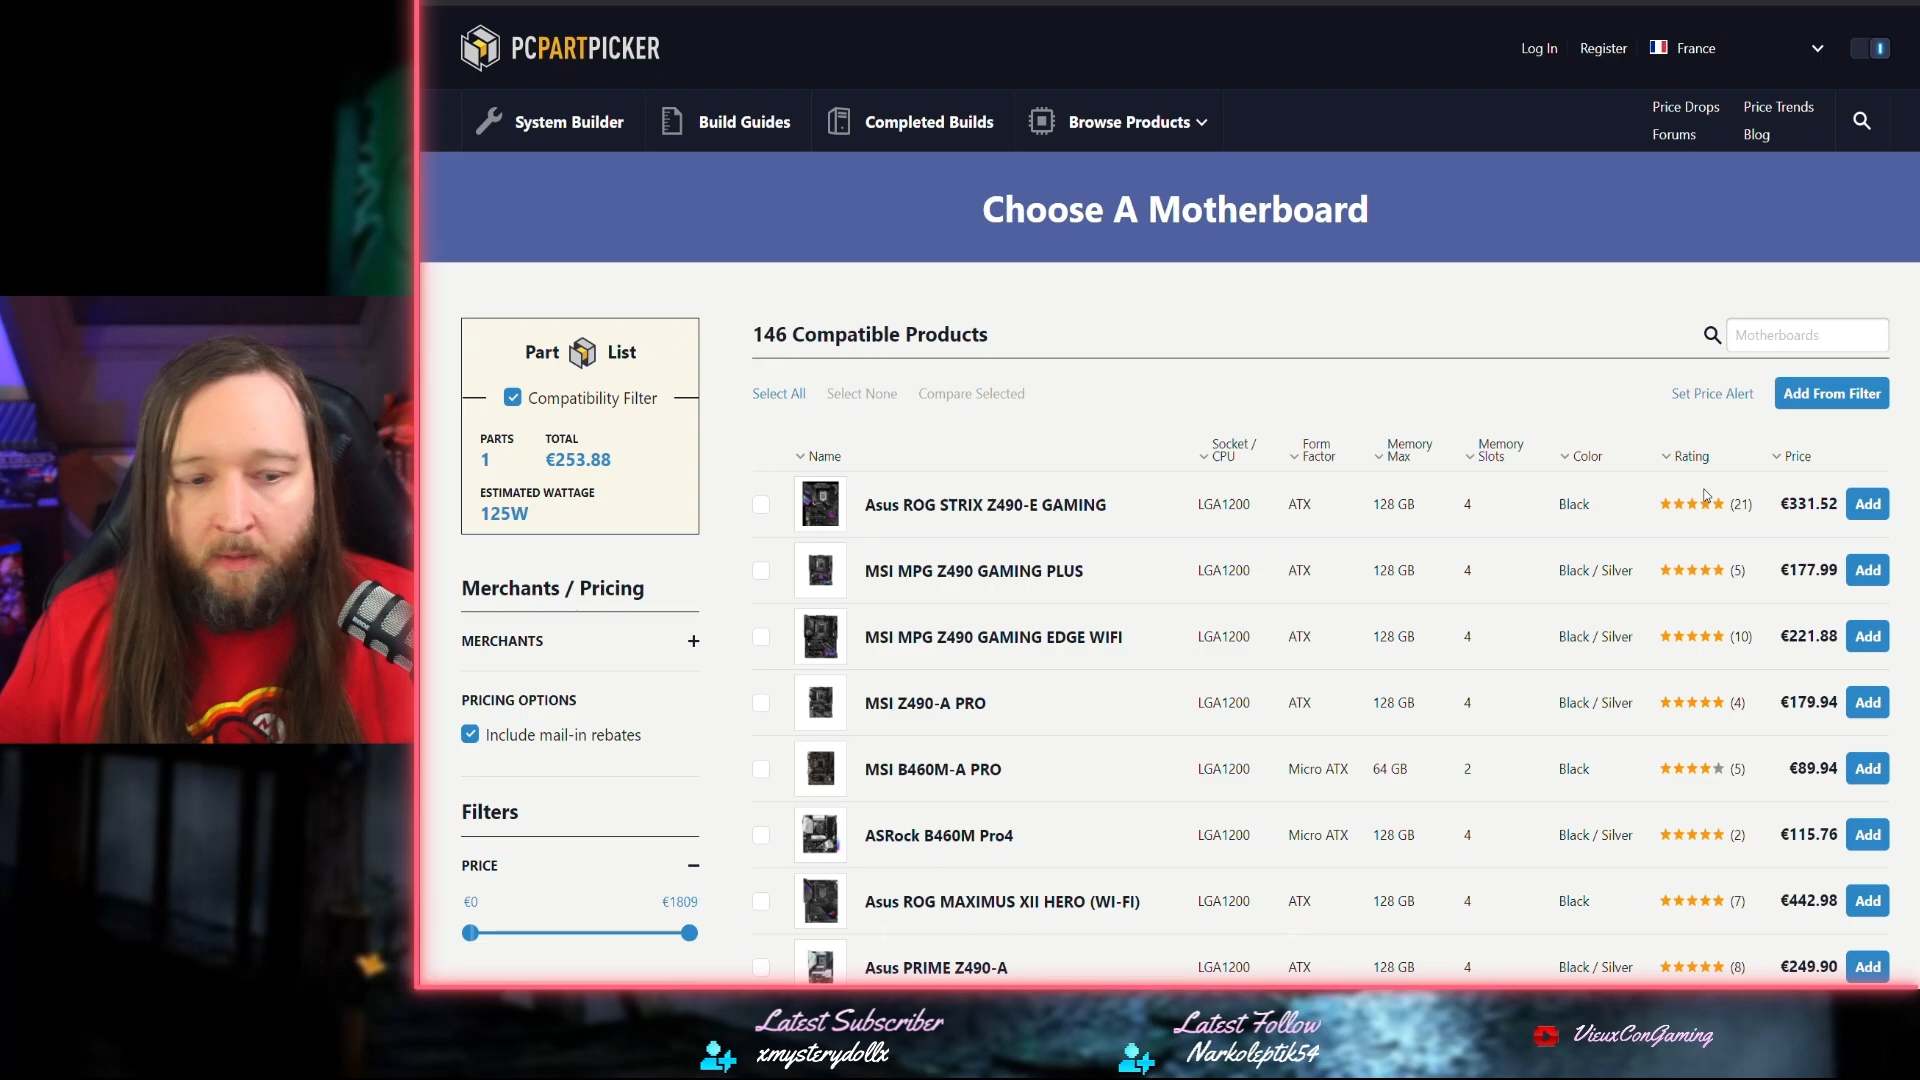 PCPARTPICKER
Log In
Register
France
System Builder
Build Guides
Completed Builds
Browse Products
Price Drops
Price Trends
Forums
Blog
Choose A Motherboard
Part List
Compatibility Filter
PARTS TOTAL
1 €253.88
ESTIMATED WATTAGE
125W
Merchants / Pricing
MERCHANTS +
PRICING OPTIONS
Include mail-in rebates
Filters
PRICE −
€0 €1809
146 Compatible Products
Motherboards
Select All Select None Compare Selected
Set Price Alert
Add From Filter
Name
Socket / CPU
Form Factor
Memory Max
Memory Slots
Color
Rating
Price
Asus ROG STRIX Z490-E GAMING LGA1200 ATX 128 GB 4 Black (21) €331.52 Add
MSI MPG Z490 GAMING PLUS LGA1200 ATX 128 GB 4 Black / Silver (5) €177.99 Add
MSI MPG Z490 GAMING EDGE WIFI LGA1200 ATX 128 GB 4 Black / Silver (10) €221.88 Add
MSI Z490-A PRO LGA1200 ATX 128 GB 4 Black / Silver (4) €179.94 Add
MSI B460M-A PRO LGA1200 Micro ATX 64 GB 2 Black (5) €89.94 Add
ASRock B460M Pro4 LGA1200 Micro ATX 128 GB 4 Black / Silver (2) €115.76 Add
Asus ROG MAXIMUS XII HERO (WI-FI) LGA1200 ATX 128 GB 4 Black (7) €442.98 Add
Asus PRIME Z490-A LGA1200 ATX 128 GB 4 Black / Silver (8) €249.90 Add
RØDE
Latest Subscriber
xmysterydollx
Latest Follow
Narkoleptik54
VieuxConGaming